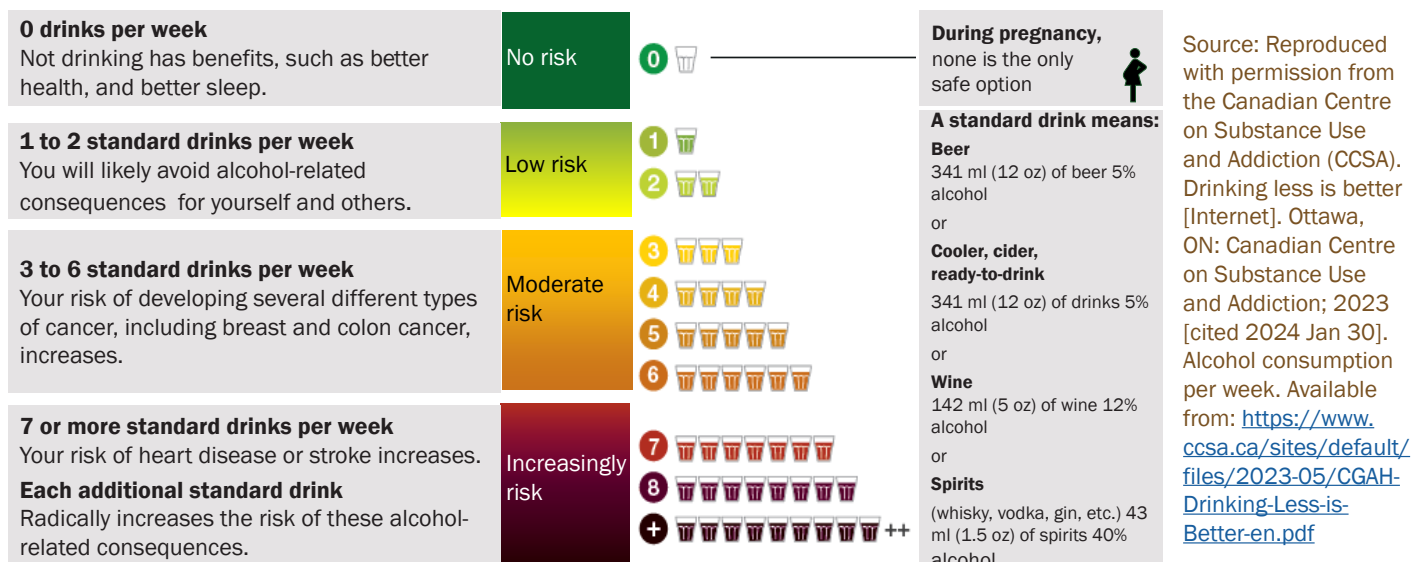 0 drinks per week
Not drinking has benefits, such as better
health, and better sleep.
No risk
0
During pregnancy,
none is the only
safe option
1 to 2 standard drinks per week
You will likely avoid alcohol-related
consequences for yourself and others.
Low risk
1
2
3 to 6 standard drinks per week
Your risk of developing several different types
of cancer, including breast and colon cancer,
increases.
Moderate
risk
3
4
5
6
7 or more standard drinks per week
Your risk of heart disease or stroke increases.
Each additional standard drink
Radically increases the risk of these alcohol-
related consequences.
Increasingly
risk
7
8
+
++
A standard drink means:
Beer
341 ml (12 oz) of beer 5%
alcohol
or
Cooler, cider,
ready-to-drink
341 ml (12 oz) of drinks 5%
alcohol
or
Wine
142 ml (5 oz) of wine 12%
alcohol
or
Spirits
(whisky, vodka, gin, etc.) 43
ml (1.5 oz) of spirits 40%
alcohol
Source: Reproduced
with permission from
the Canadian Centre
on Substance Use
and Addiction (CCSA).
Drinking less is better
[Internet]. Ottawa,
ON: Canadian Centre
on Substance Use
and Addiction; 2023
[cited 2024 Jan 30].
Alcohol consumption
per week. Available
from: https://www.
ccsa.ca/sites/default/
files/2023-05/CGAH-
Drinking-Less-is-
Better-en.pdf